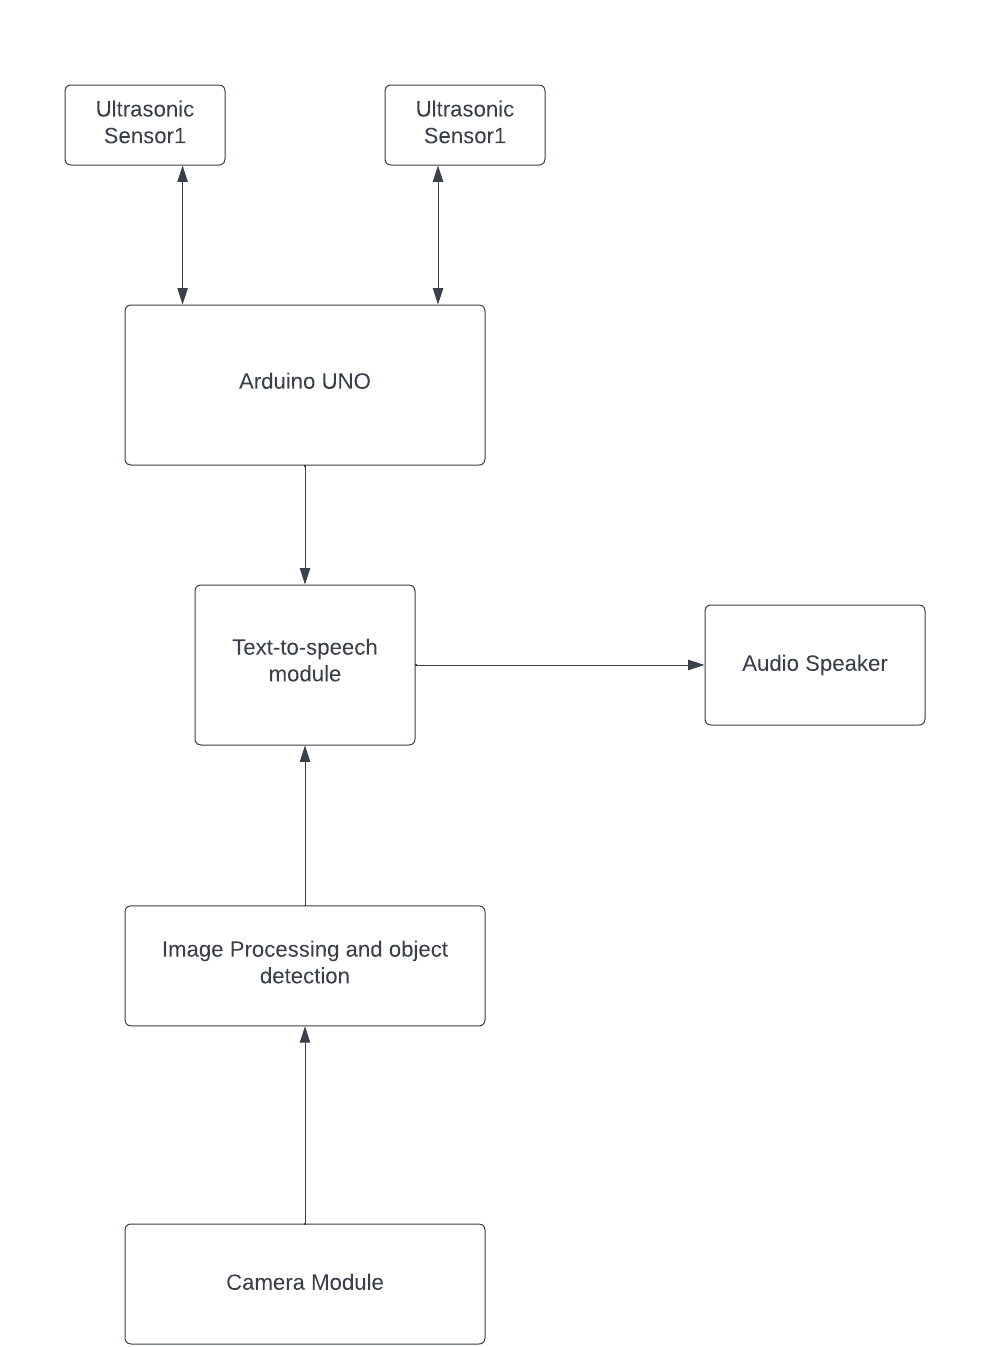 Ultrasonic
Sensor1
Ultrasonic
Sensor1
Arduino UNO
Text-to-speech
module
Audio Speaker
Image Processing and object
detection
Camera Module